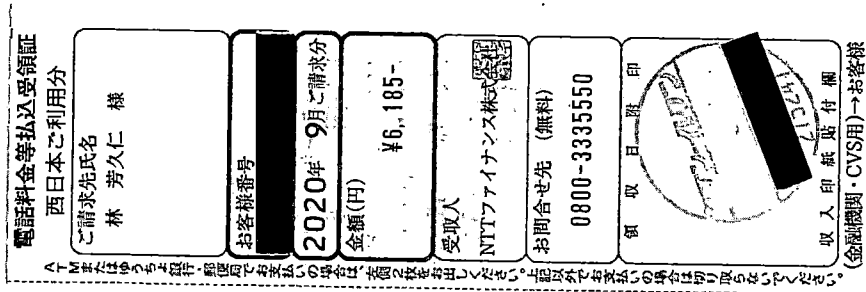 電話料金等払込受領証
西日本ご利用分
ご請求先氏名
林 芳久仁 様
お客様番号
2020年 9月ご請求分
金額(円)
¥6,185-
受取人
NTTファイナンス株式会社
お問合せ先 (無料)
0800-3335550
領収日附印
収入印紙貼付欄
(金融機関・CVS用)→お客様
ATMまたはゆうちょ銀行・郵便局でお支払いの場合は、左側2枚をお出しください。上記以外でお支払いの場合は切り取らないでください。